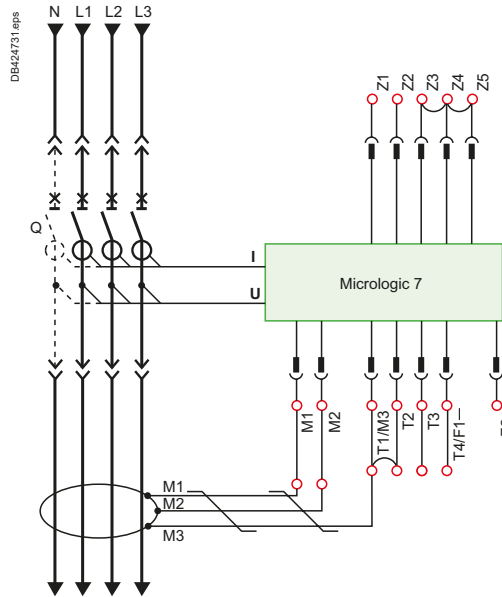 DB424731.eps
N L1 L2 L3
Z1 Z2 Z3 Z4 Z5
Q
I
U
Micrologic 7
M1 M2 T1/M3 T2 T3 T4/F1—
M1
M2
M3